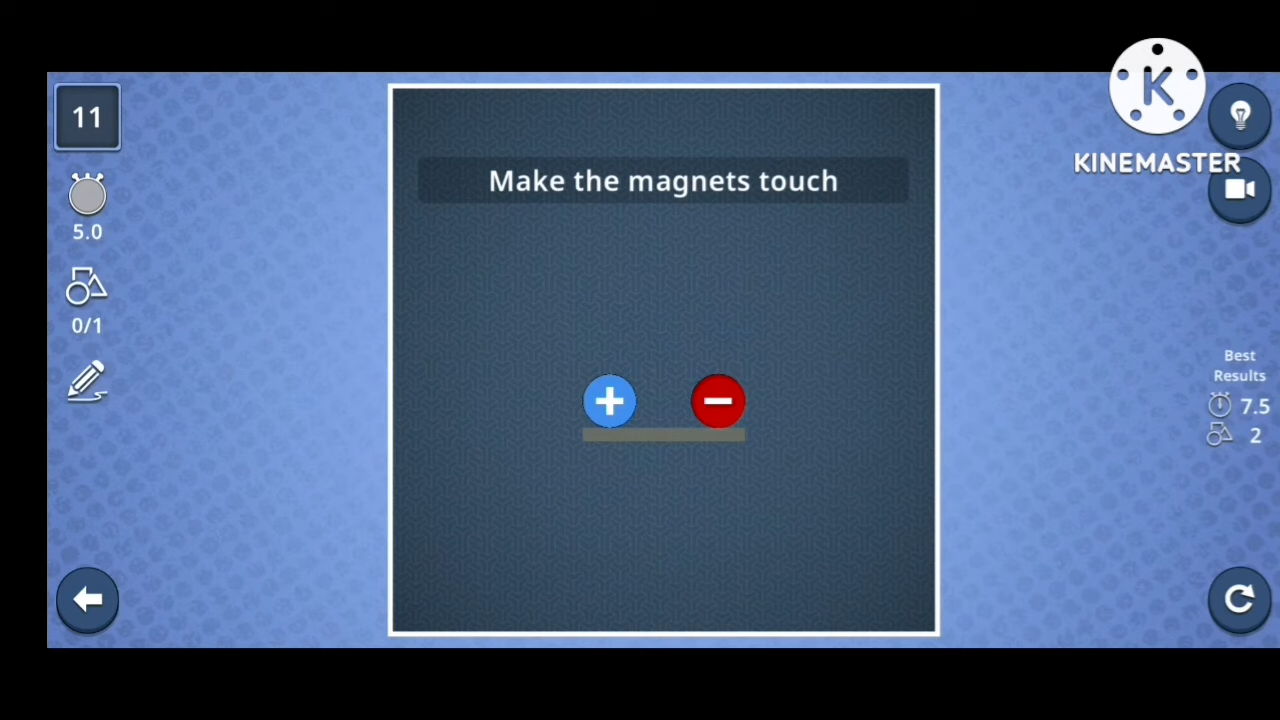 11
5.0
0/1
Make the magnets touch
K
KINEMASTER
Best
Results
7.5
2